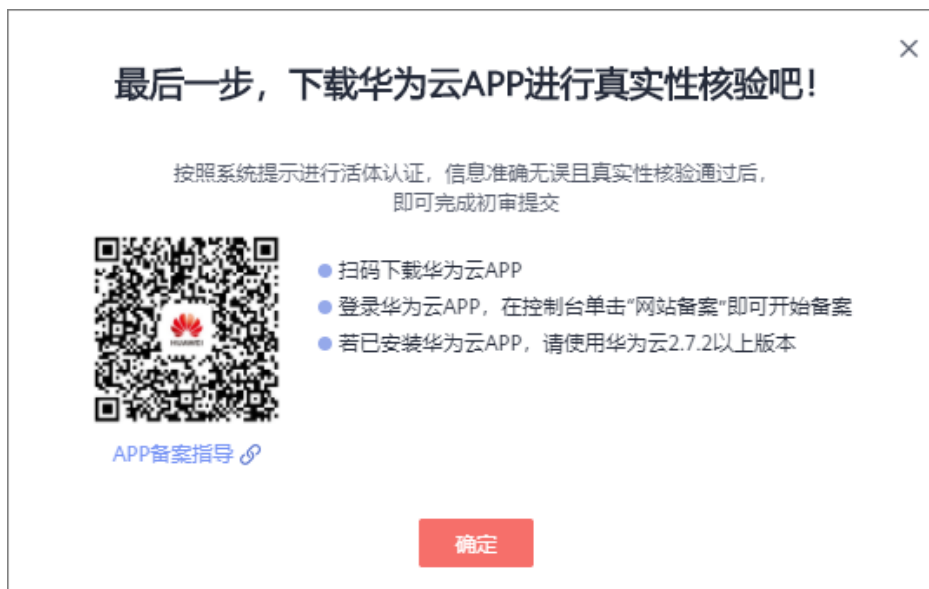 最后一步，下载华为云APP进行真实性核验吧！
按照系统提示进行活体认证，信息准确无误且真实性核验通过后，
即可完成初审提交
扫码下载华为云APP
登录华为云APP，在控制台单击“网站备案”即可开始备案
若已安装华为云APP，请使用华为云2.7.2以上版本
HUAWEI
APP备案指导
确定